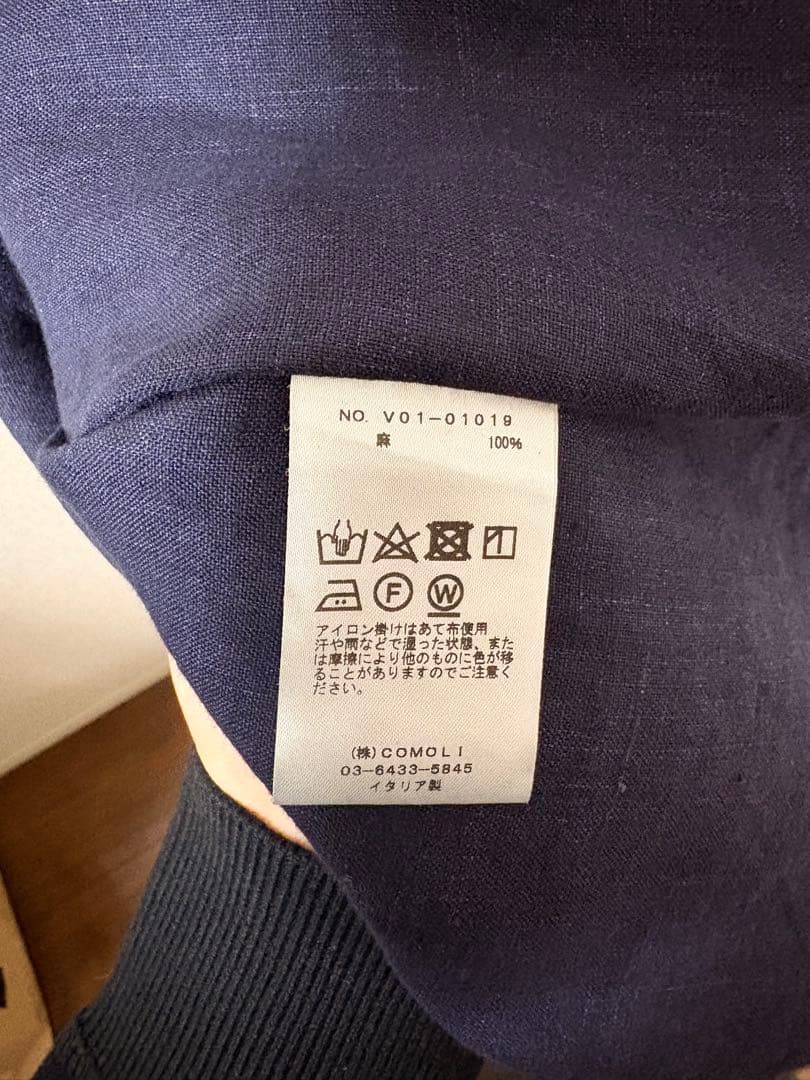 NO. V01-01019
麻 100%
F W
アイロン掛けはあて布使用
汗や雨などで湿った状態、また
は摩擦により他のものに色が移
ることがありますのでご注意く
ださい。
(株)COMOLI
03-6433-5845
イタリア製